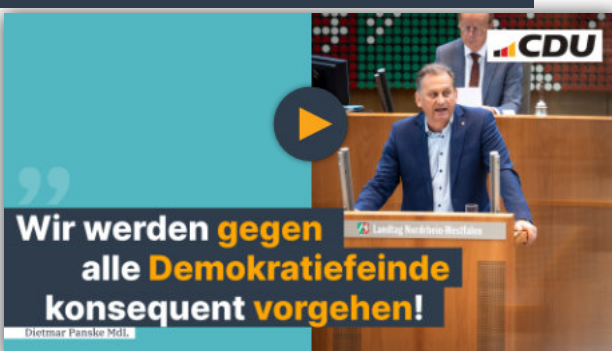 CDU
Landtag Nordrhein-Westfalen
Wir werden gegen
alle Demokratiefeinde
konsequent vorgehen!
Dietmar Panske MdL